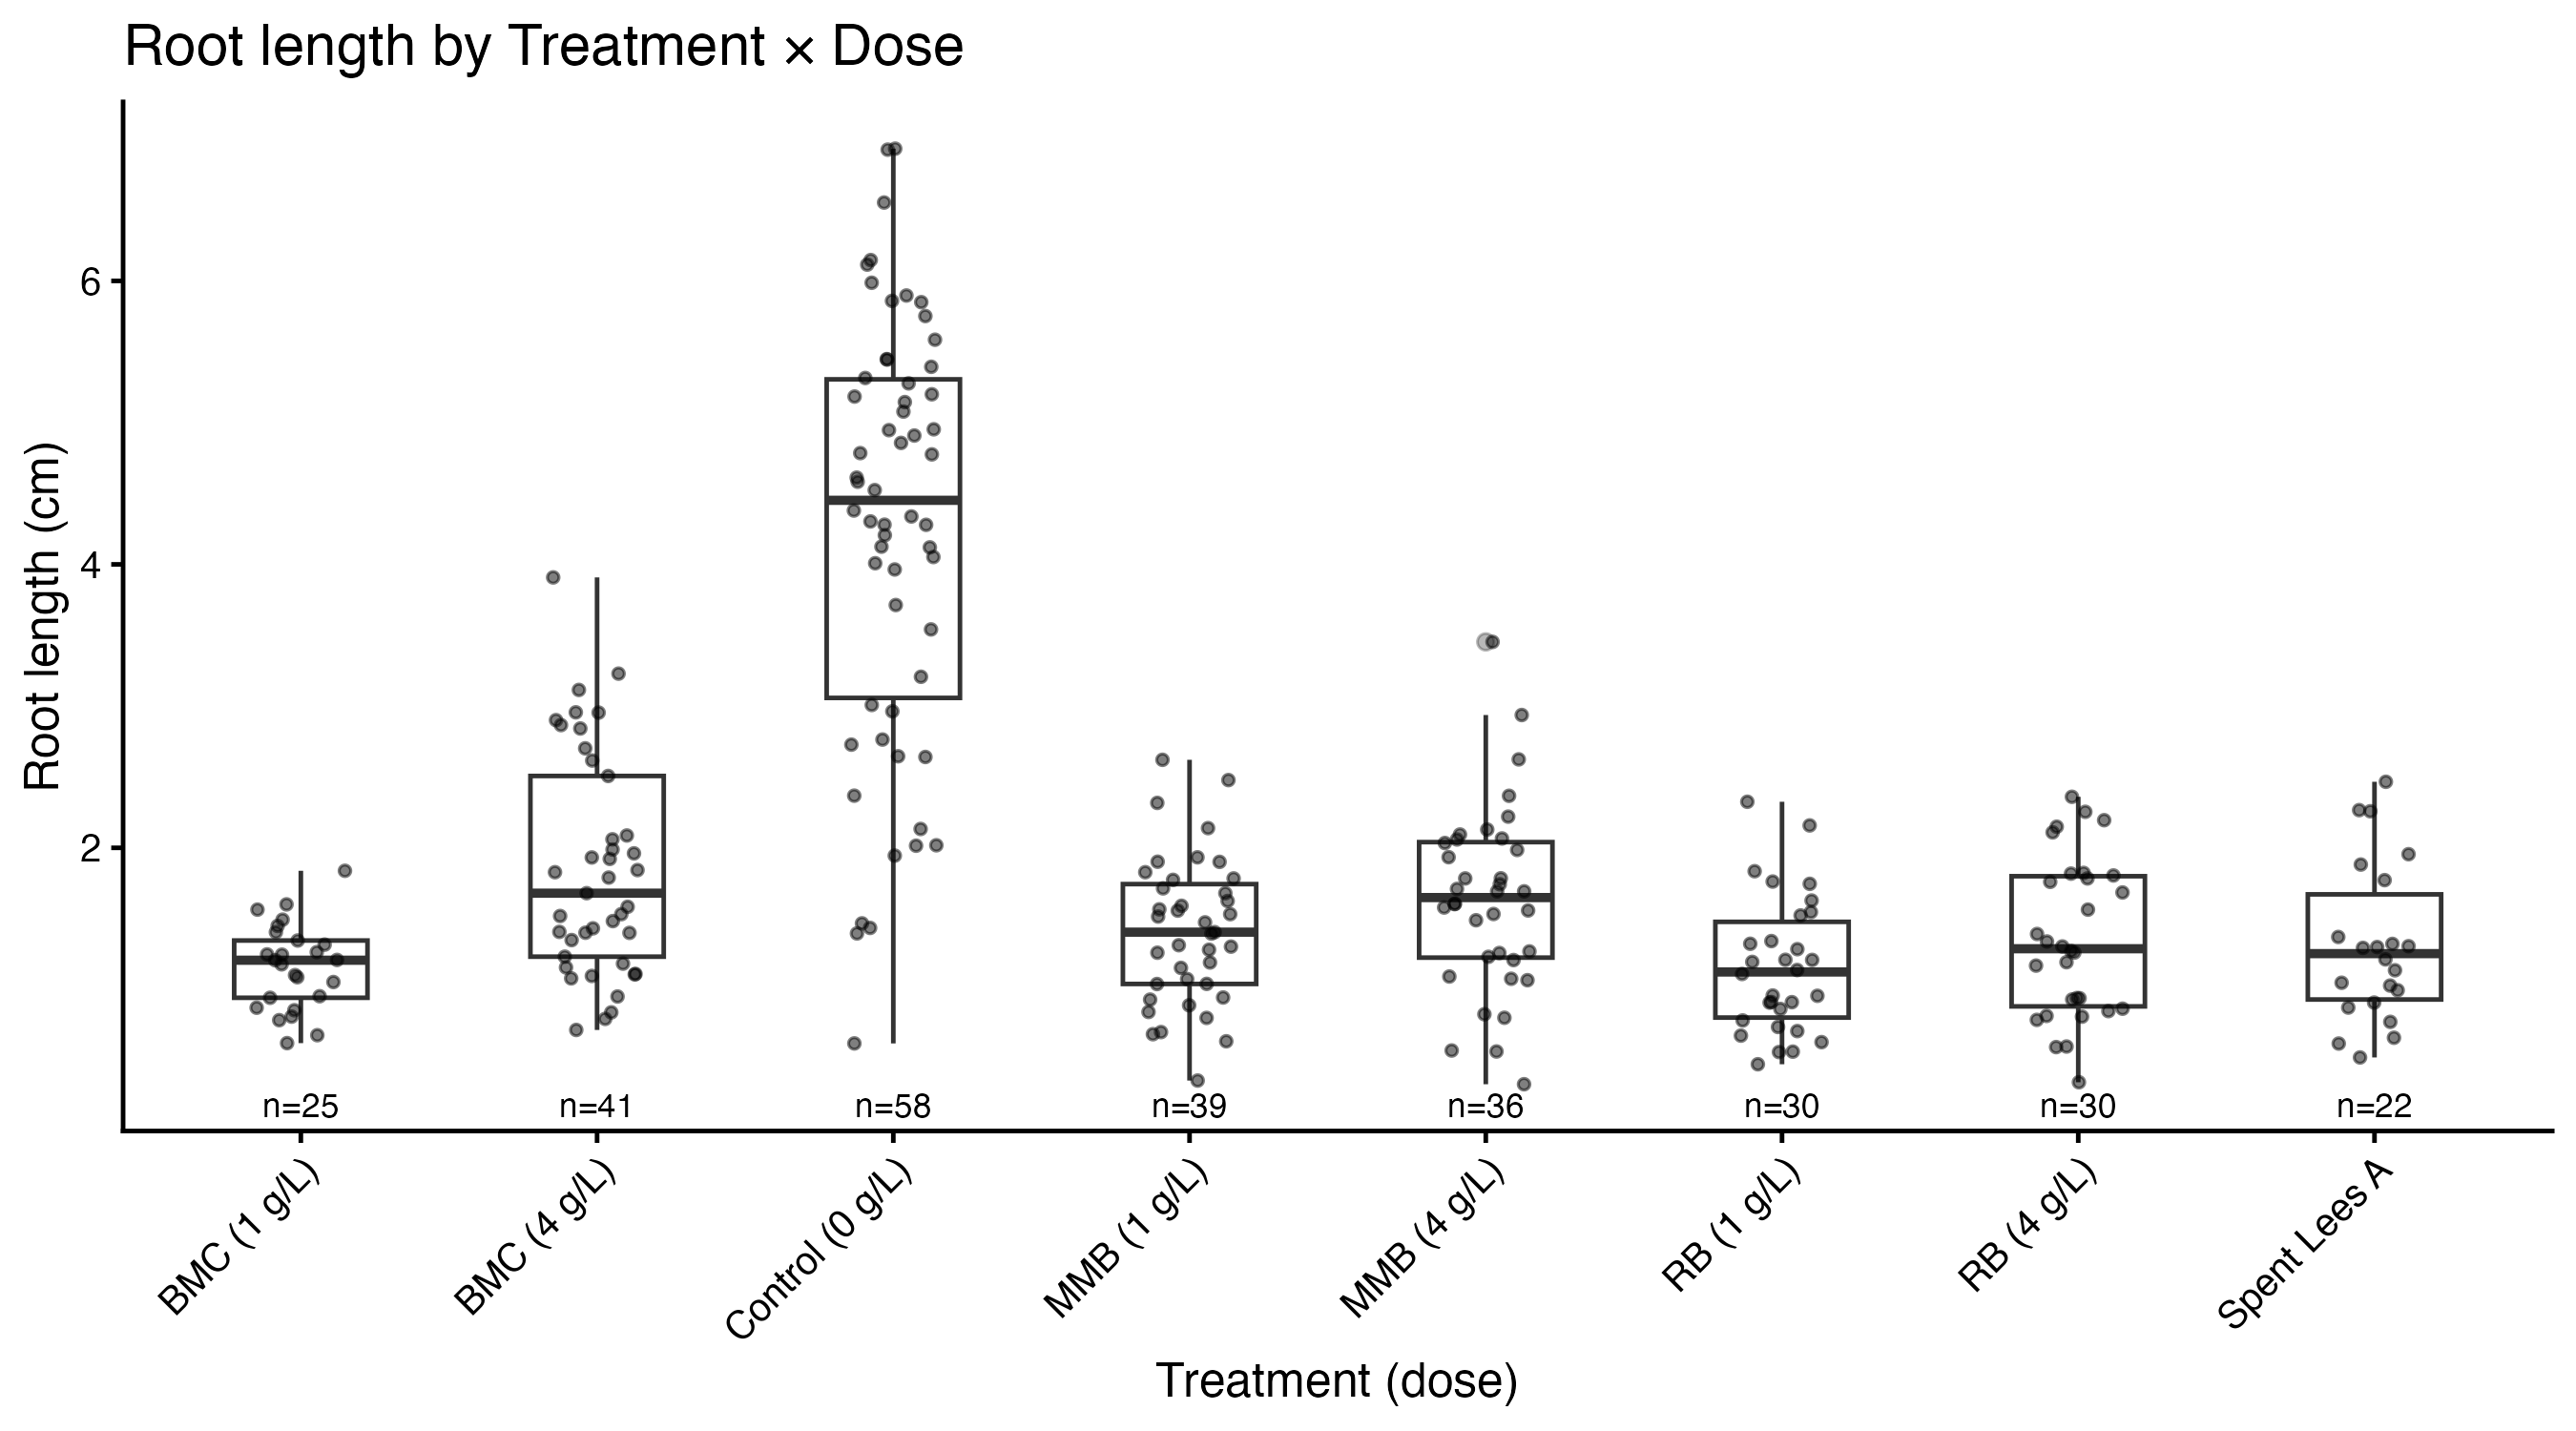 Root length by Treatment × Dose
Root length (cm)
6
4
2
n=25
n=41
n=58
n=39
n=36
n=30
n=30
n=22
BMC (1 g/L)
BMC (4 g/L)
Control (0 g/L)
MMB (1 g/L)
MMB (4 g/L)
RB (1 g/L)
RB (4 g/L)
Spent Lees A
Treatment (dose)